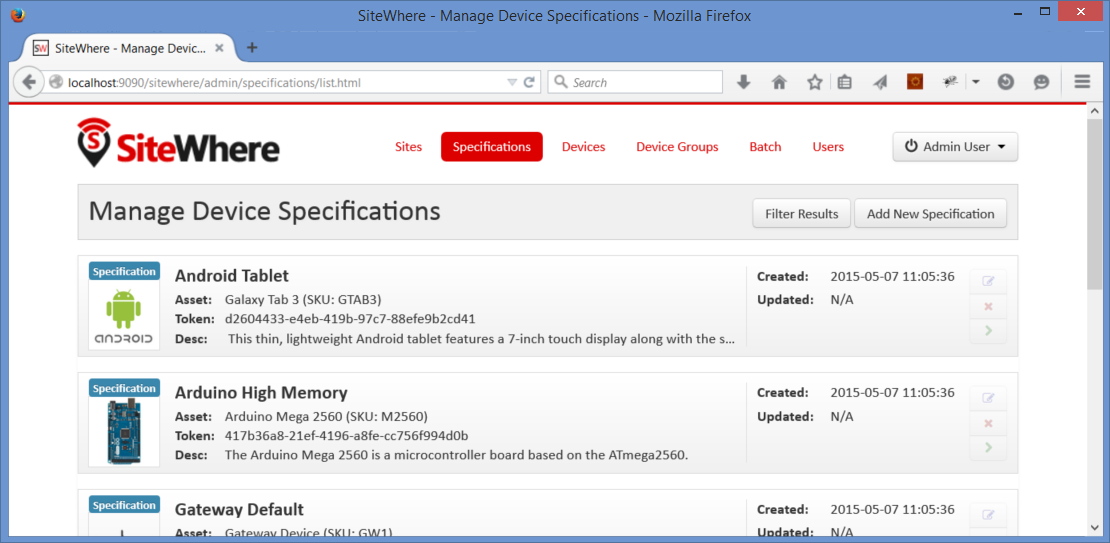 SiteWhere - Manage Device Specifications - Mozilla Firefox
SW SiteWhere - Manage Devic...
localhost:9090/sitewhere/admin/specifications/list.html Search
S SiteWhere Sites Specifications Devices Device Groups Batch Users Admin User
Manage Device Specifications Filter Results Add New Specification
Specification
ANDROID
Android Tablet
Asset: Galaxy Tab 3 (SKU: GTAB3)
Token: d2604433-e4eb-419b-97c7-88efe9b2cd41
Desc: This thin, lightweight Android tablet features a 7-inch touch display along with the s...
Created: 2015-05-07 11:05:36
Updated: N/A
Specification
Arduino High Memory
Asset: Arduino Mega 2560 (SKU: M2560)
Token: 417b36a8-21ef-4196-a8fe-cc756f994d0b
Desc: The Arduino Mega 2560 is a microcontroller board based on the ATmega2560.
Created: 2015-05-07 11:05:36
Updated: N/A
Specification
Gateway Default
Asset: Gateway Device (SKU: GW1)
Created: 2015-05-07 11:05:36
Updated: N/A